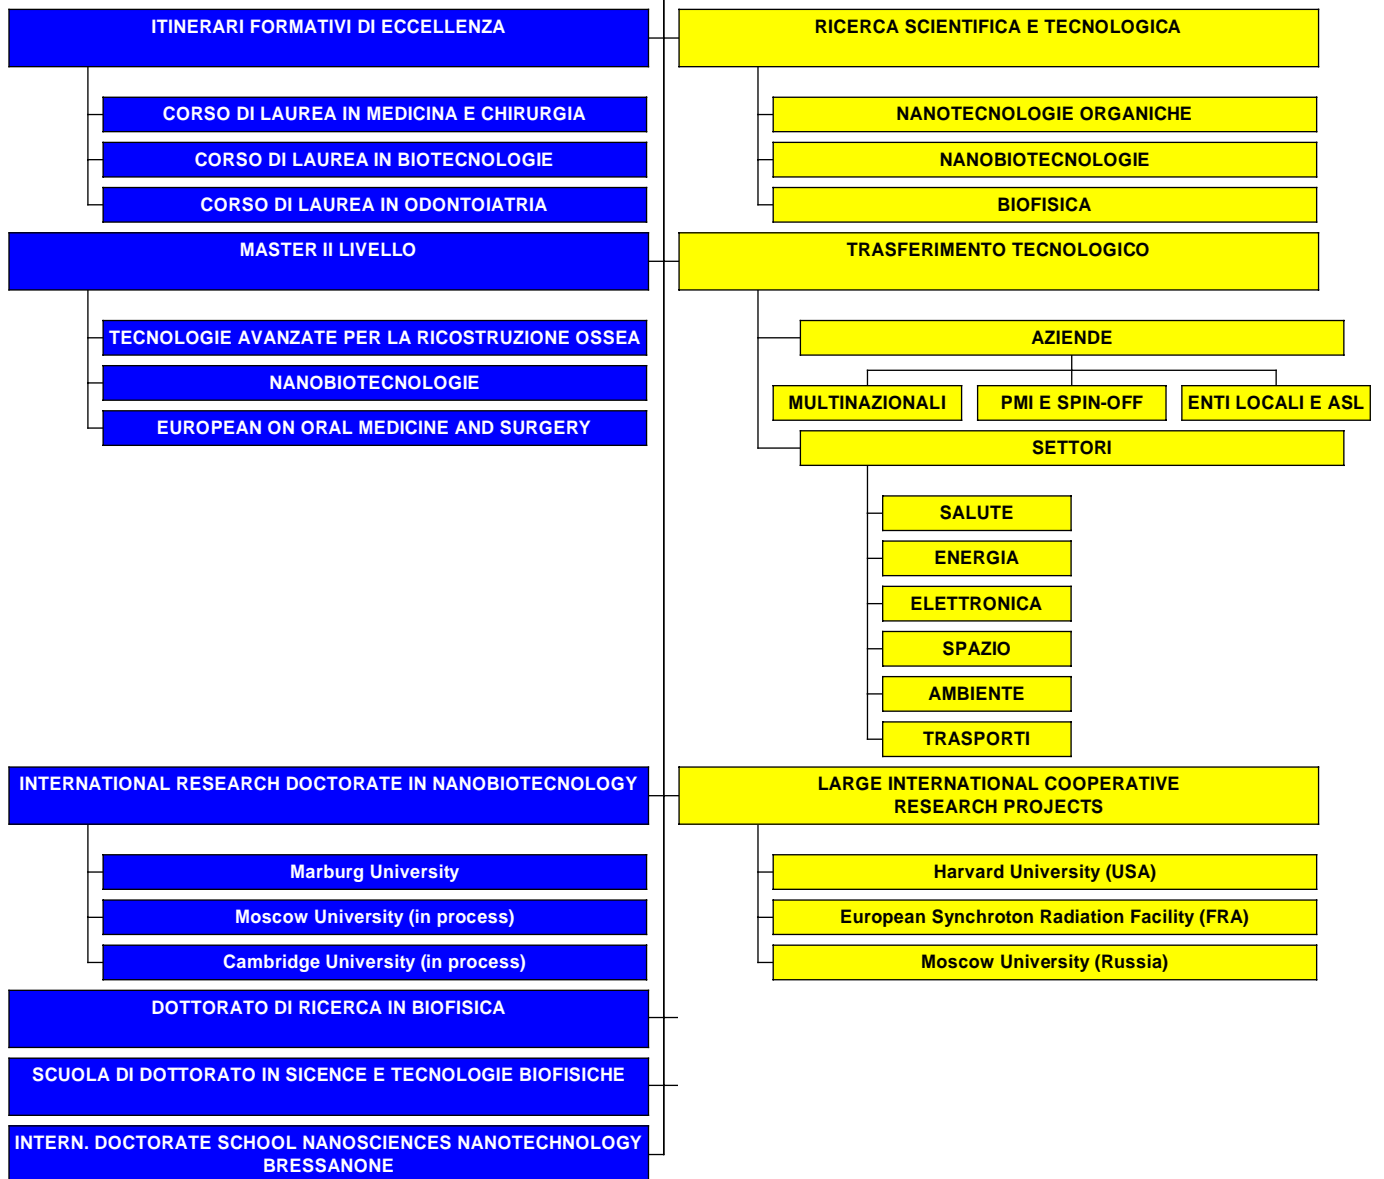 ITINERARI FORMATIVI DI ECCELLENZA
CORSO DI LAUREA IN MEDICINA E CHIRURGIA
CORSO DI LAUREA IN BIOTECNOLOGIE
CORSO DI LAUREA IN ODONTOIATRIA
RICERCA SCIENTIFICA E TECNOLOGICA
NANOTECNOLOGIE ORGANICHE
NANOBIOTECNOLOGIE
BIOFISICA
MASTER II LIVELLO
TECNOLOGIE AVANZATE PER LA RICOSTRUZIONE OSSEA
NANOBIOTECNOLOGIE
EUROPEAN ON ORAL MEDICINE AND SURGERY
TRASFERIMENTO TECNOLOGICO
AZIENDE
MULTINAZIONALI
PMI E SPIN-OFF
ENTI LOCALI E ASL
SETTORI
SALUTE
ENERGIA
ELETTRONICA
SPAZIO
AMBIENTE
TRASPORTI
INTERNATIONAL RESEARCH DOCTORATE IN NANOBIOTECNOLOGY
Marburg University
Moscow University (in process)
Cambridge University (in process)
LARGE INTERNATIONAL COOPERATIVE
RESEARCH PROJECTS
Harvard University (USA)
European Synchroton Radiation Facility (FRA)
Moscow University (Russia)
DOTTORATO DI RICERCA IN BIOFISICA
SCUOLA DI DOTTORATO IN SICENCE E TECNOLOGIE BIOFISICHE
INTERN. DOCTORATE SCHOOL NANOSCIENCES NANOTECHNOLOGY
BRESSANONE